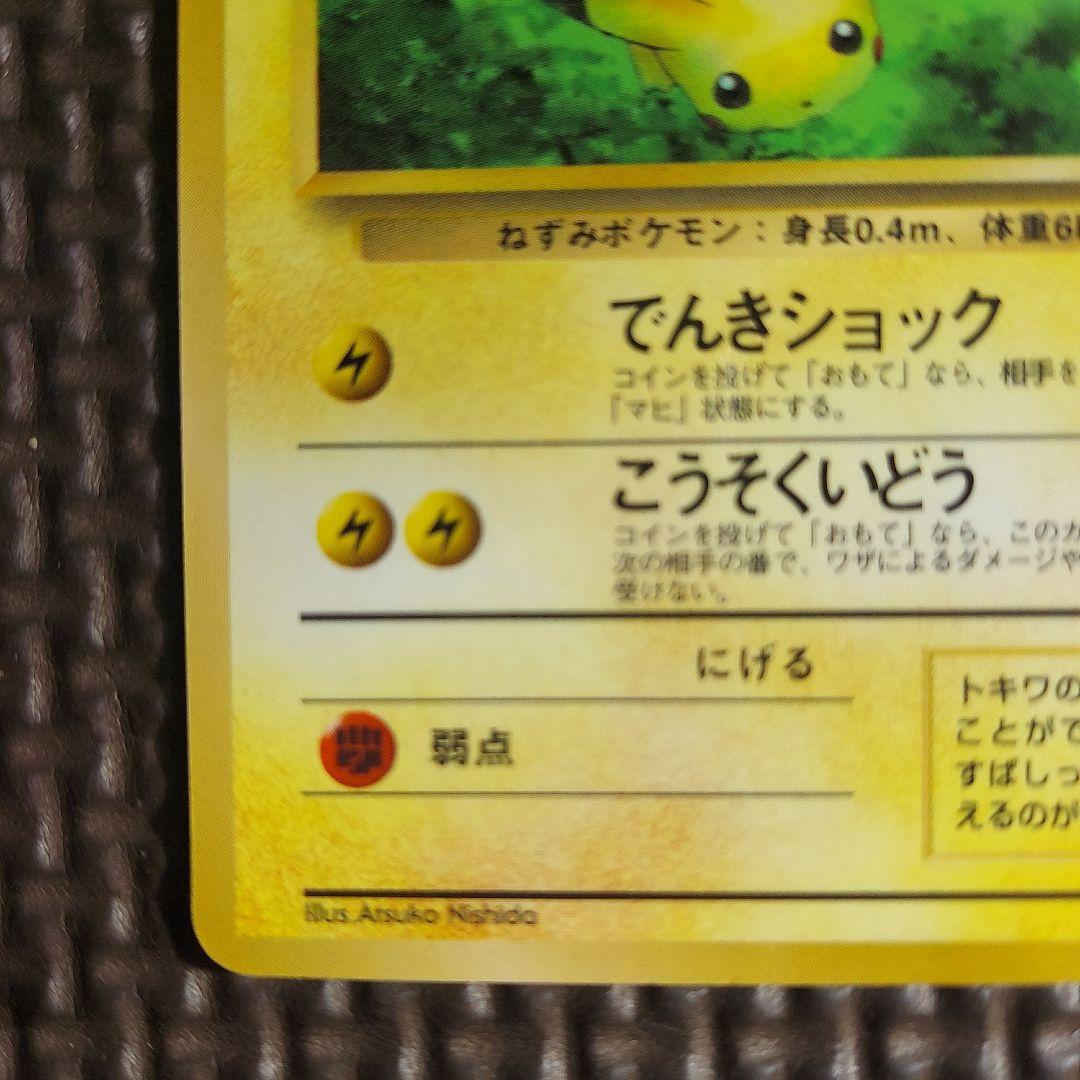 ねずみポケモン：身長0.4m、体重6
でんきショック
コインを投げて「おもて」なら、相手を
「マヒ」状態にする。
こうそくいどう
コインを投げて「おもて」なら、このカ
次の相手の番で、ワザによるダメージや
受けない。
にげる
弱点
トキワの
ことがで
すばしっ
えるのが
Illus.Atsuko Nishida